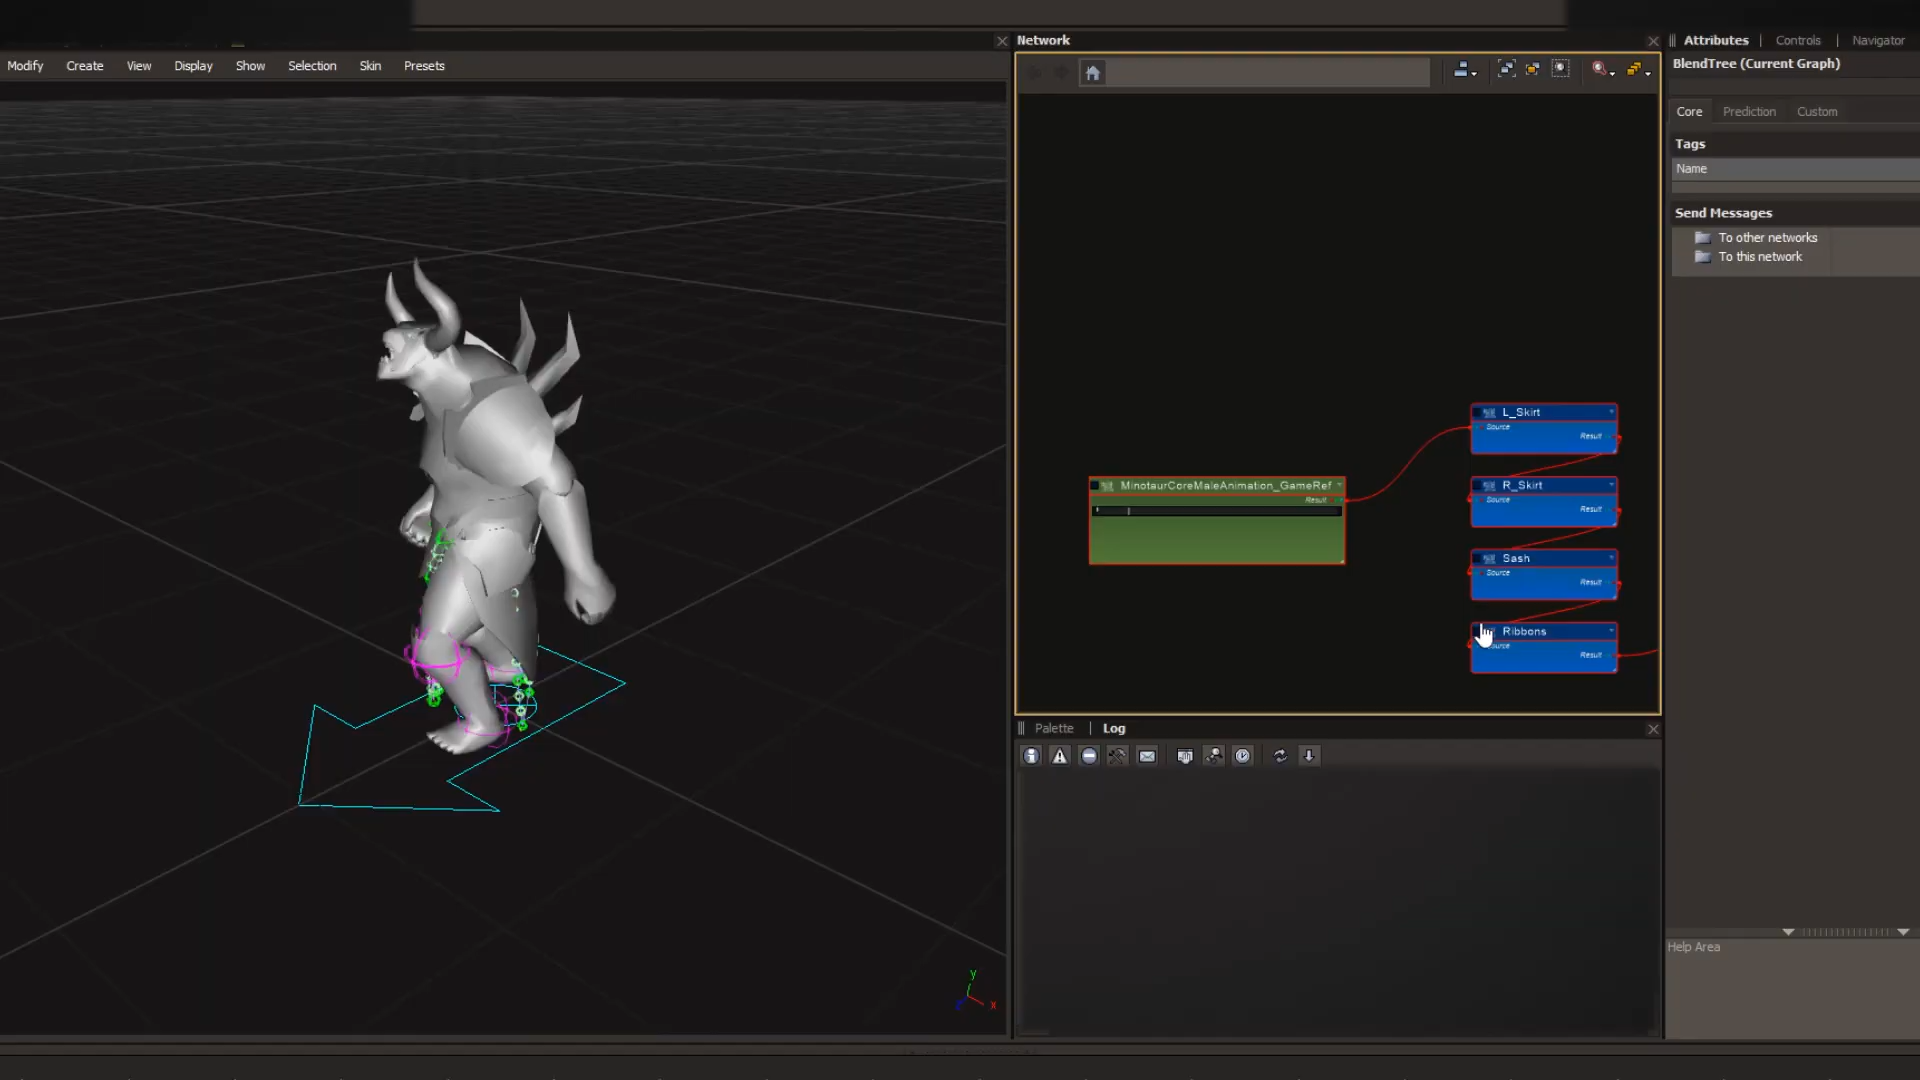 Modify Create View Display Show Selection Skin Presets
Network
L_Skirt
Source
Result
MinotaurCoreMaleAnimation_GameRef
Result
R_Skirt
Source
Result
Sash
Source
Result
Ribbons
Source
Result
Palette | Log
Attributes | Controls | Navigator
BlendTree (Current Graph)
Core Prediction Custom
Tags
Name
Send Messages
To other networks
To this network
Help Area
y
x
z